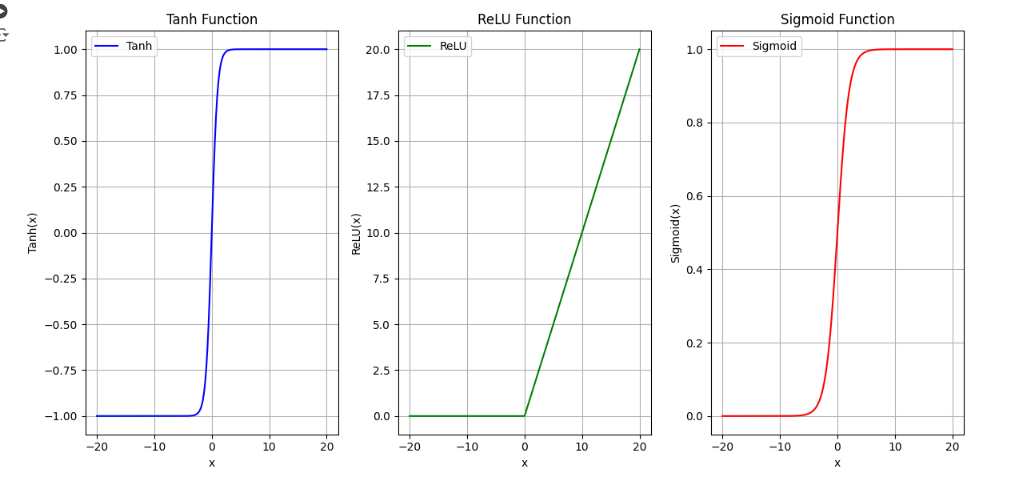 Tanh Function
Tanh
1.00
0.75
0.50
0.25
0.00
−0.25
−0.50
−0.75
−1.00
Tanh(x)
−20 −10 0 10 20
x
ReLU Function
ReLU
20.0
17.5
15.0
12.5
10.0
7.5
5.0
2.5
0.0
ReLU(x)
−20 −10 0 10 20
x
Sigmoid Function
Sigmoid
1.0
0.8
0.6
0.4
0.2
0.0
Sigmoid(x)
−20 −10 0 10 20
x